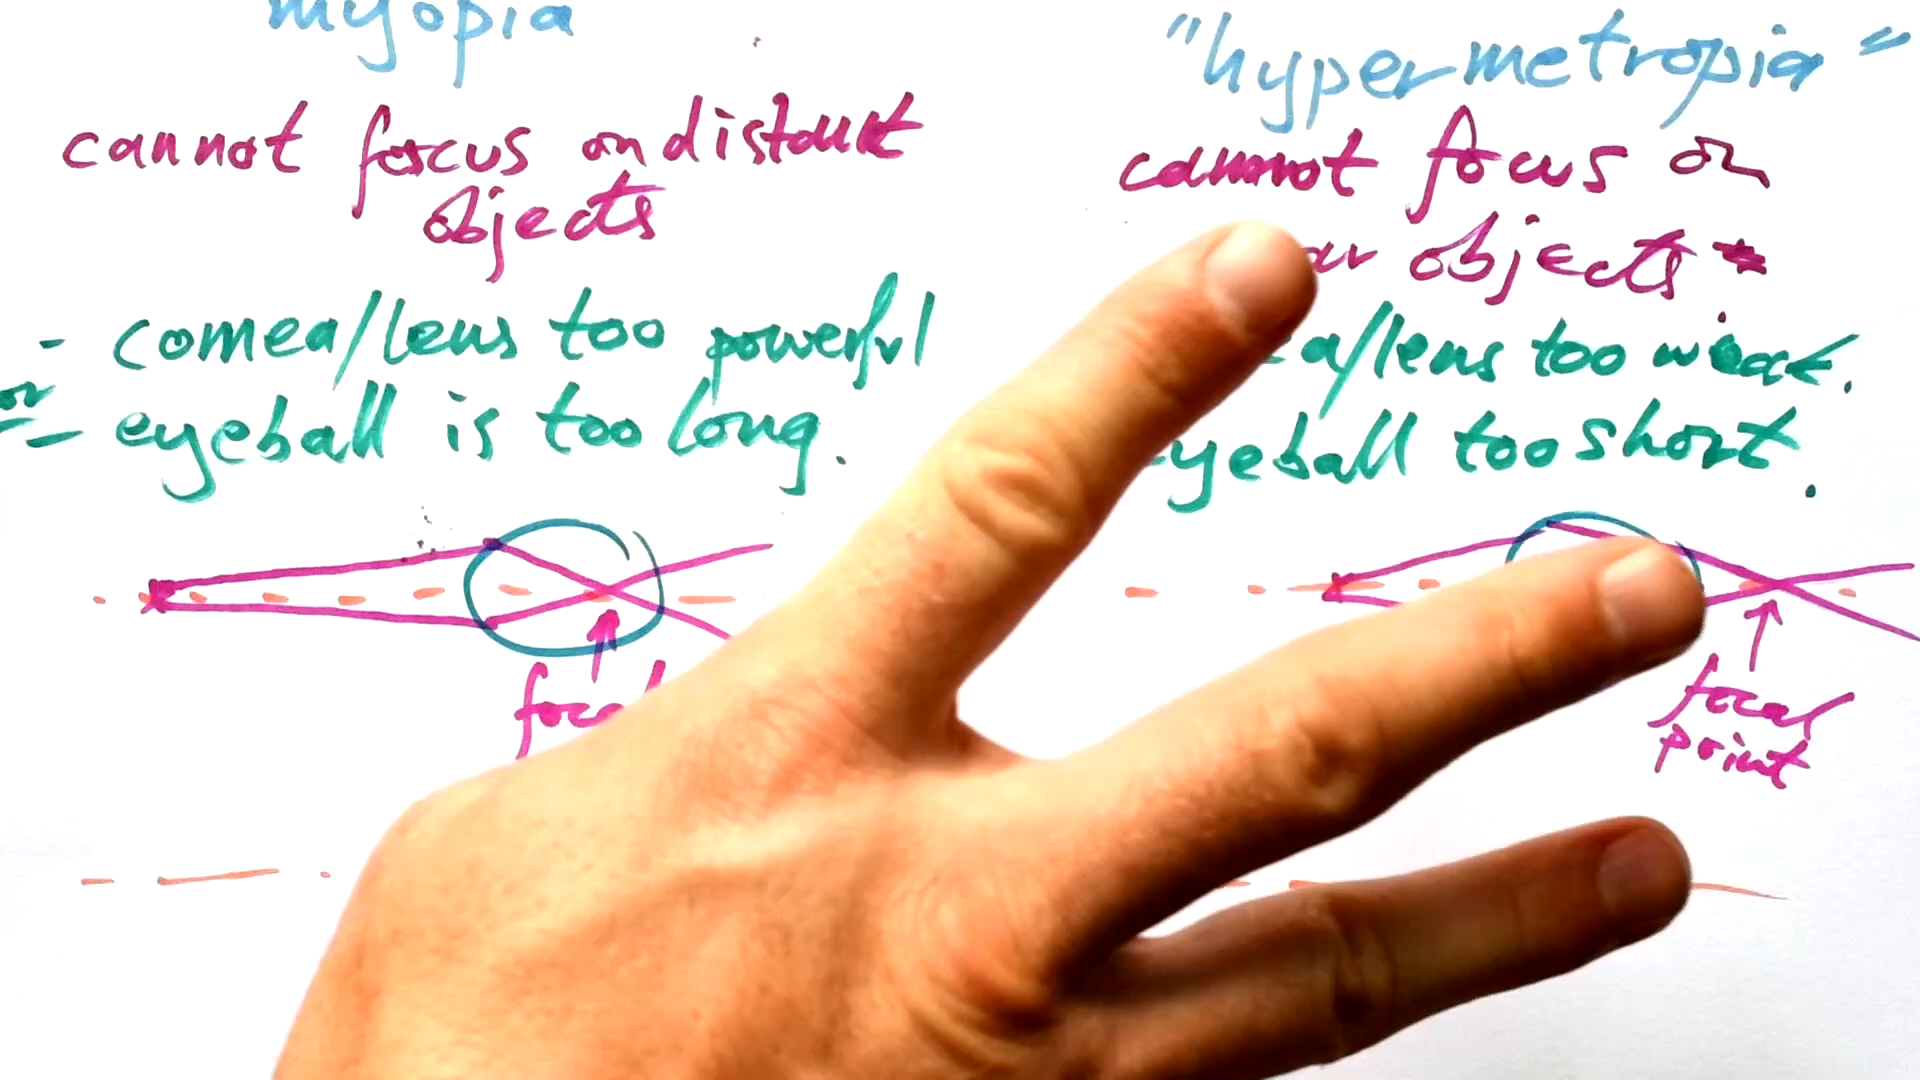 myopia
cannot focus on distant
objects
- cornea/lens too powerful
or
- eyeball is too long.
"hypermetropia"
cannot focus on
objects
a/lens too weak.
eyeball too short.
focal
point